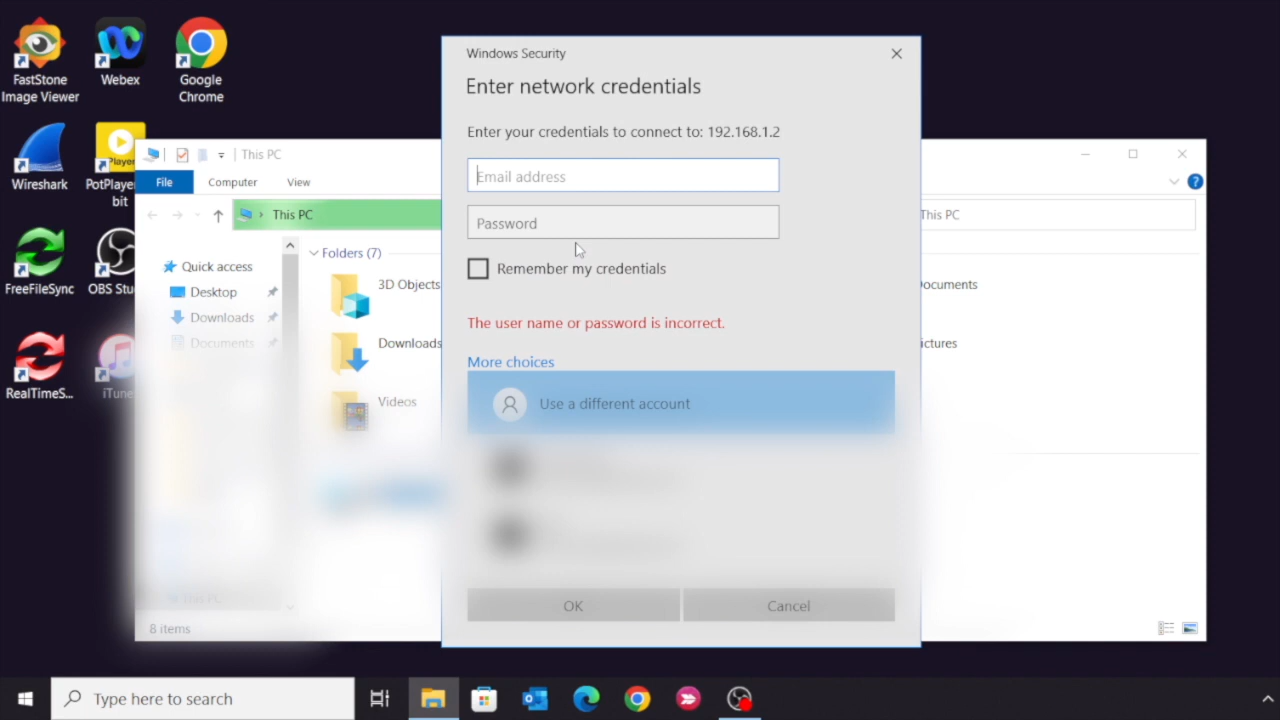 FastStone
Image Viewer
Webex
Google
Chrome
Wireshark
Player
PotPlayer
bit
FreeFileSync
OBS Stu
RealTimeS...
iTune
This PC
File
Computer
View
This PC
This PC
Quick access
Desktop
Downloads
Documents
This PC
Folders (7)
3D Objects
Downloads
Videos
Documents
ictures
8 items
Windows Security
Enter network credentials
Enter your credentials to connect to: 192.168.1.2
Email address
Password
Remember my credentials
The user name or password is incorrect.
More choices
Use a different account
OK
Cancel
Type here to search